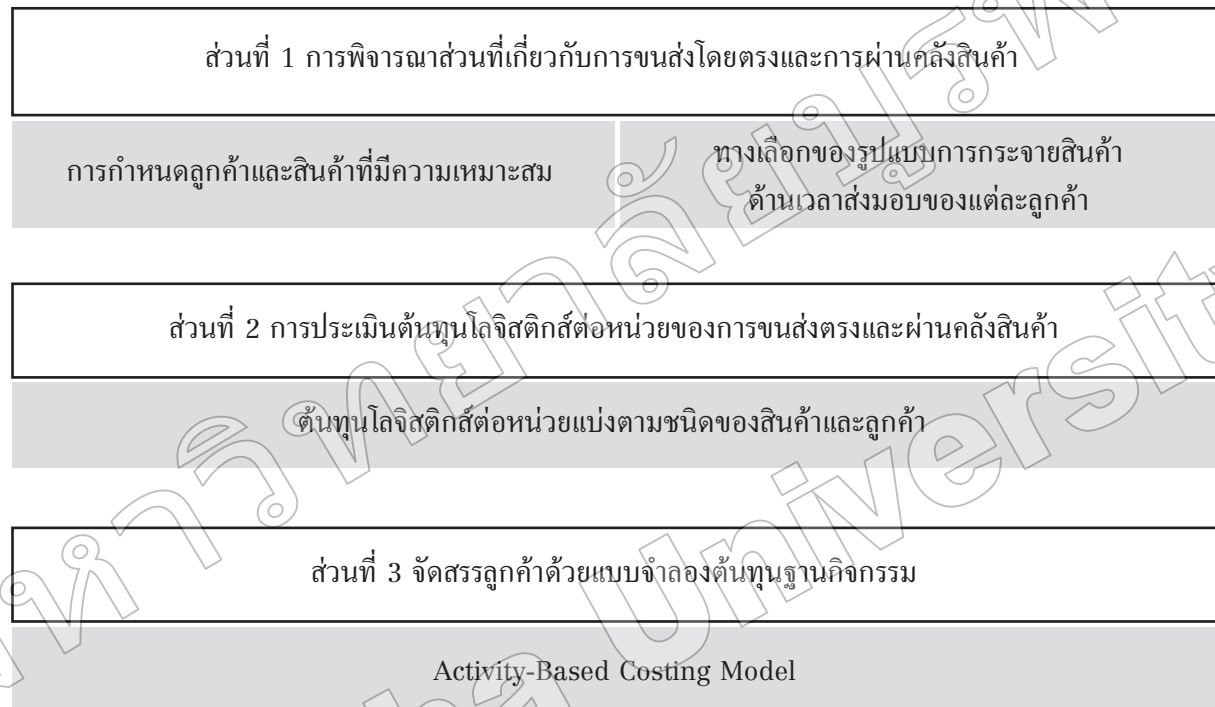 ส่วนที่ 1 การพิจารณาส่วนที่เกี่ยวกับการขนส่งโดยตรงและการผ่านคลังสินค้า
การกำหนดลูกค้าและสินค้าที่มีความเหมาะสม
ทางเลือกของรูปแบบการกระจายสินค้า
ด้านเวลาส่งมอบของแต่ละลูกค้า
ส่วนที่ 2 การประเมินต้นทุนโลจิสติกส์ต่อหน่วยของการขนส่งตรงและผ่านคลังสินค้า
ต้นทุนโลจิสติกส์ต่อหน่วยแบ่งตามชนิดของสินค้าและลูกค้า
ส่วนที่ 3 จัดสรรลูกค้าด้วยแบบจำลองต้นทุนฐานกิจกรรม
Activity-Based Costing Model